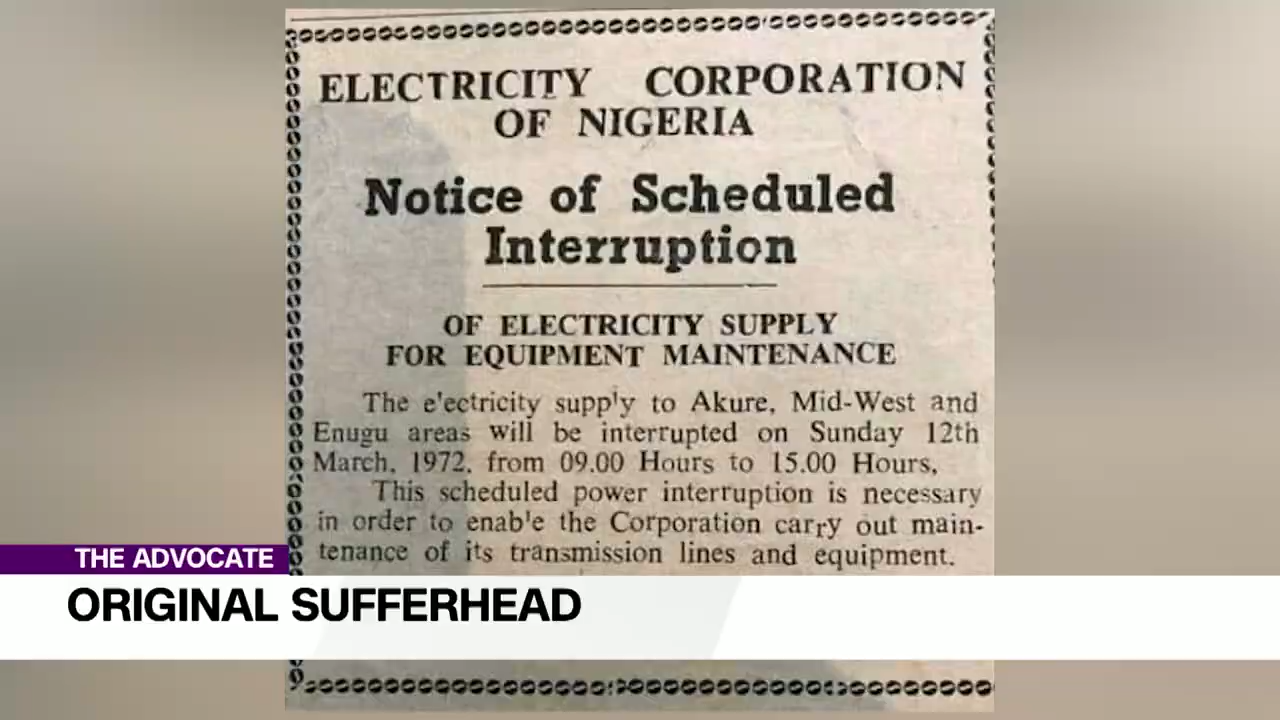 ELECTRICITY CORPORATION
OF NIGERIA
Notice of Scheduled
Interruption
OF ELECTRICITY SUPPLY
FOR EQUIPMENT MAINTENANCE
The e'ectricity supp'y to Akure, Mid-West and
Enugu areas will be interrupted on Sunday 12th
March, 1972, from 09.00 Hours to 15.00 Hours,
This scheduled power interruption is necessary
in order to enab'e the Corporation carry out main-
tenance of its transmission lines and equipment.
THE ADVOCATE
ORIGINAL SUFFERHEAD